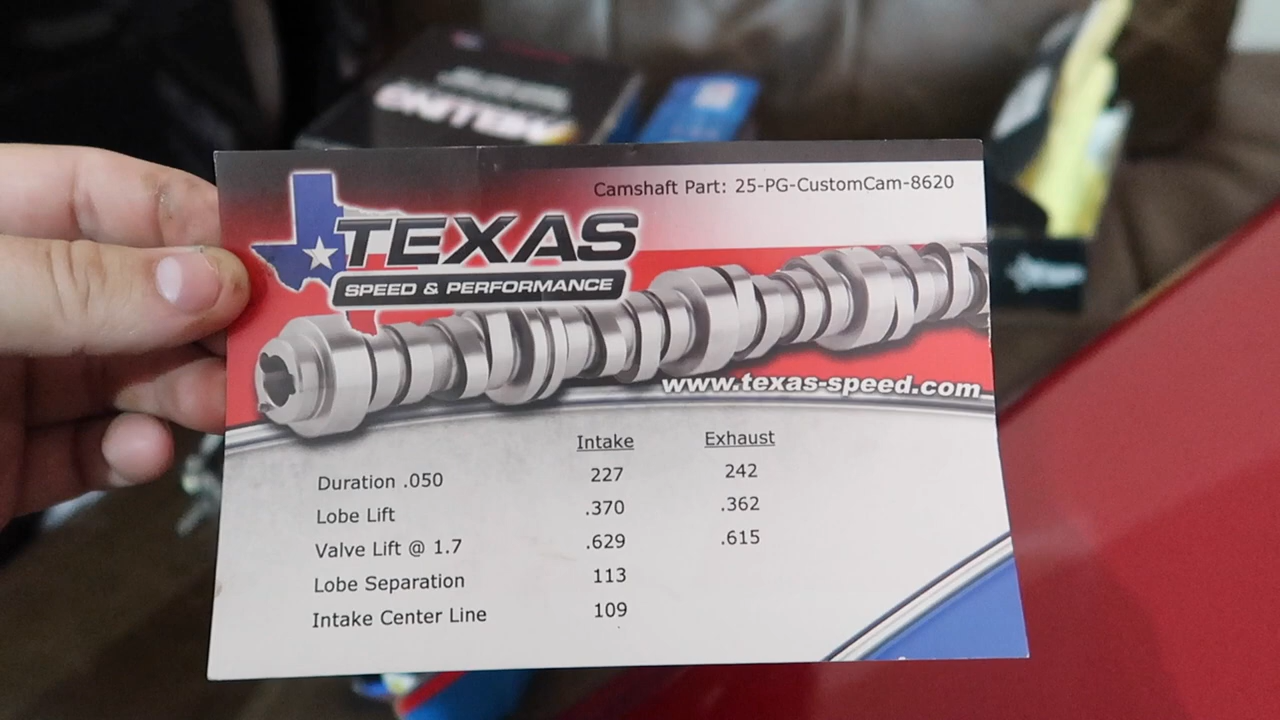 Camshaft Part: 25-PG-CustomCam-8620
TEXAS
SPEED & PERFORMANCE
www.texas-speed.com
Intake Exhaust
Duration .050 227 242
Lobe Lift .370 .362
Valve Lift @ 1.7 .629 .615
Lobe Separation 113
Intake Center Line 109